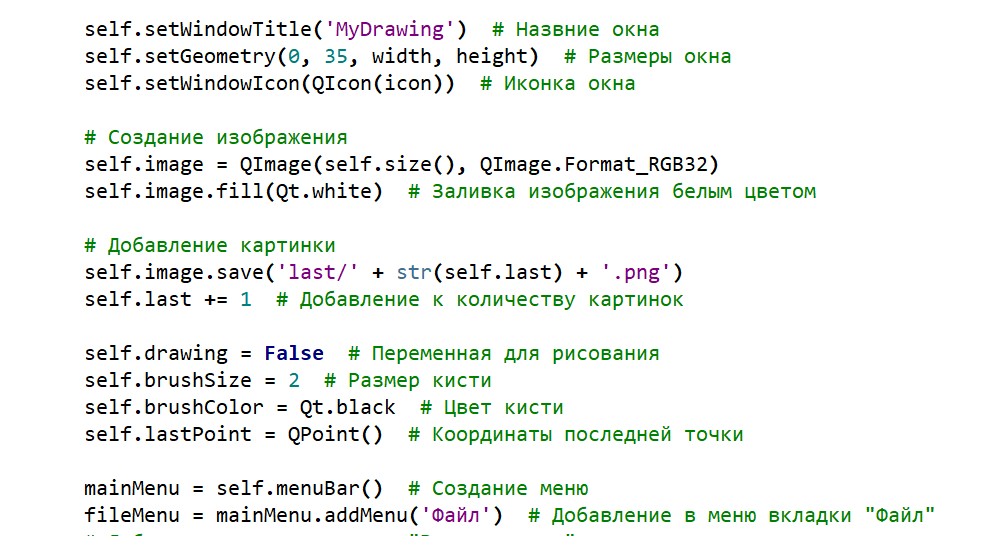 self.setWindowTitle('MyDrawing')  # Назвние окна
self.setGeometry(0, 35, width, height)  # Размеры окна
self.setWindowIcon(QIcon(icon))  # Иконка окна
# Создание изображения
self.image = QImage(self.size(), QImage.Format_RGB32)
self.image.fill(Qt.white)  # Заливка изображения белым цветом
# Добавление картинки
self.image.save('last/' + str(self.last) + '.png')
self.last += 1  # Добавление к количеству картинок
self.drawing = False  # Переменная для рисования
self.brushSize = 2  # Размер кисти
self.brushColor = Qt.black  # Цвет кисти
self.lastPoint = QPoint()  # Координаты последней точки
mainMenu = self.menuBar()  # Создание меню
fileMenu = mainMenu.addMenu('Файл')  # Добавление в меню вкладки "Файл"